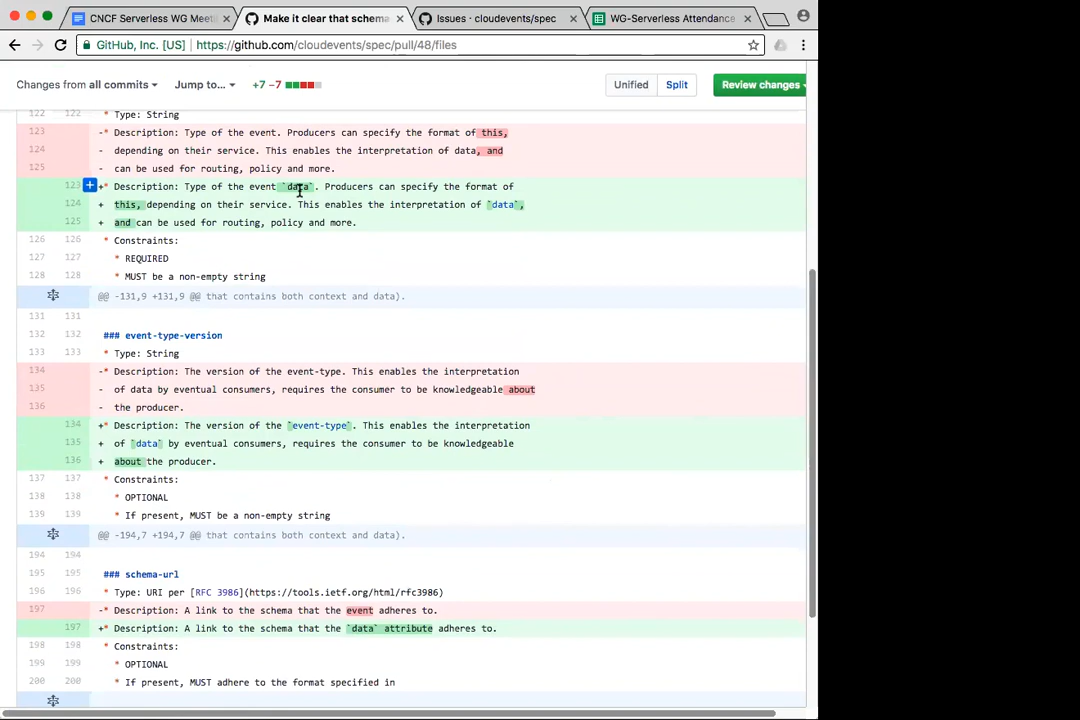 CNCF Serverless WG Meeti
Make it clear that schema
Issues · cloudevents/spec
WG-Serverless Attendance
GitHub, Inc. [US] https://github.com/cloudevents/spec/pull/48/files
Changes from all commits Jump to... +7 −7 Unified Split Review changes
122 122 * Type: String
123 -* Description: Type of the event. Producers can specify the format of this,
124 - depending on their service. This enables the interpretation of data, and
125 can be used for routing, policy and more.
123 +* Description: Type of the event `data`. Producers can specify the format of
124 + this, depending on their service. This enables the interpretation of `data`,
125 + and can be used for routing, policy and more.
126 126 * Constraints:
127 127 * REQUIRED
128 128 * MUST be a non-empty string
@@ -131,9 +131,9 @@ that contains both context and data).
131 131
132 132 ### event-type-version
133 133 * Type: String
134 -* Description: The version of the event-type. This enables the interpretation
135 - of data by eventual consumers, requires the consumer to be knowledgeable about
136 - the producer.
134 +* Description: The version of the `event-type`. This enables the interpretation
135 + of `data` by eventual consumers, requires the consumer to be knowledgeable
136 + about the producer.
137 137 * Constraints:
138 138 * OPTIONAL
139 139 * If present, MUST be a non-empty string
@@ -194,7 +194,7 @@ that contains both context and data).
194 194
195 195 ### schema-url
196 196 * Type: URI per [RFC 3986](https://tools.ietf.org/html/rfc3986)
197 -* Description: A link to the schema that the event adheres to.
197 +* Description: A link to the schema that the `data` attribute adheres to.
198 198 * Constraints:
199 199 * OPTIONAL
200 200 * If present, MUST adhere to the format specified in